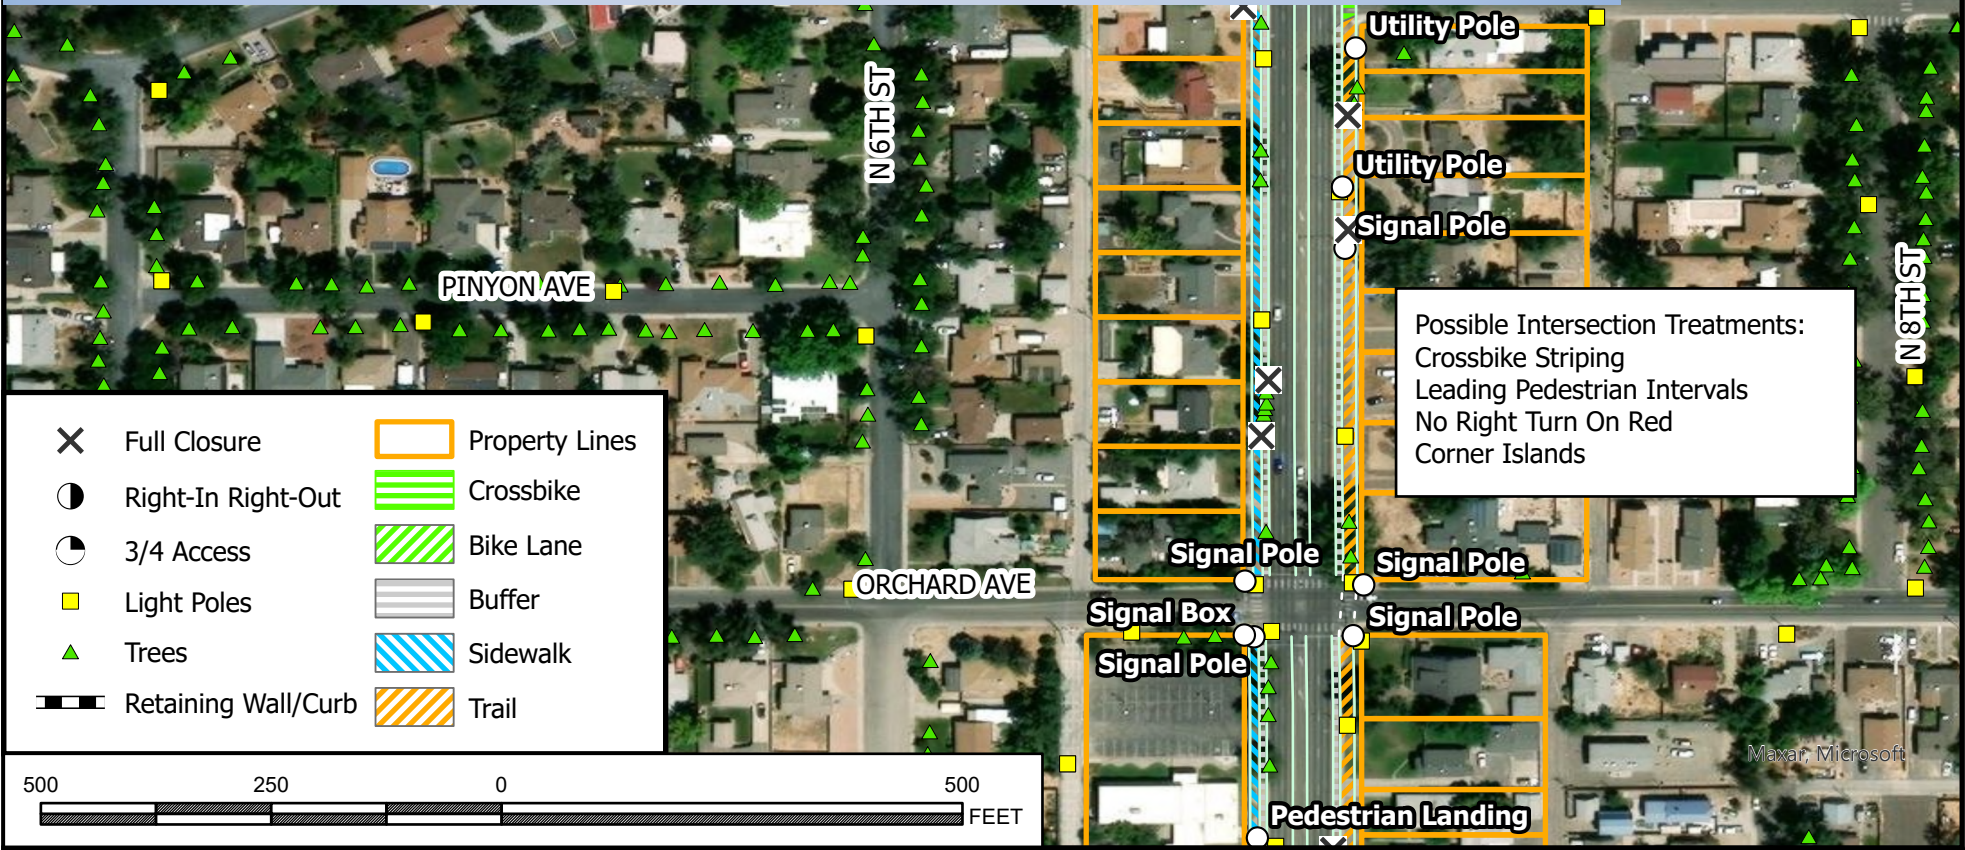 Utility Pole
N 6TH ST
Utility Pole
Signal Pole
PINYON AVE
N 8TH ST
Possible Intersection Treatments:
Crossbike Striping
Leading Pedestrian Intervals
No Right Turn On Red
Corner Islands
Full Closure
Right-In Right-Out
3/4 Access
Light Poles
Trees
Retaining Wall/Curb
Property Lines
Crossbike
Bike Lane
Buffer
Sidewalk
Trail
Signal Pole
Signal Pole
ORCHARD AVE
Signal Box
Signal Pole
Signal Pole
Maxar, Microsoft
500 250 0 500
FEET
Pedestrian Landing